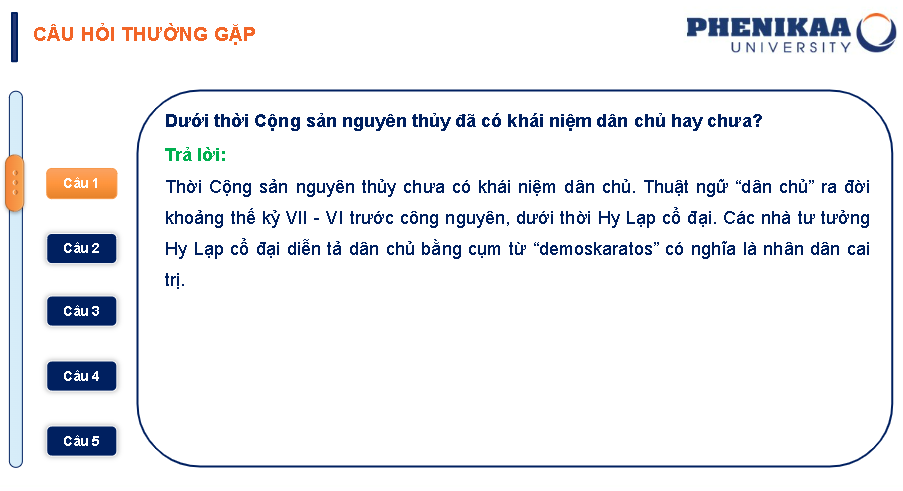 CÂU HỎI THƯỜNG GẶP
PHENIKAA
UNIVERSITY
Dưới thời Cộng sản nguyên thủy đã có khái niệm dân chủ hay chưa?
Trả lời:
Thời Cộng sản nguyên thủy chưa có khái niệm dân chủ. Thuật ngữ “dân chủ” ra đời
khoảng thế kỷ VII - VI trước công nguyên, dưới thời Hy Lạp cổ đại. Các nhà tư tưởng
Hy Lạp cổ đại diễn tả dân chủ bằng cụm từ “demoskaratos” có nghĩa là nhân dân cai
trị.
Câu 1
Câu 2
Câu 3
Câu 4
Câu 5